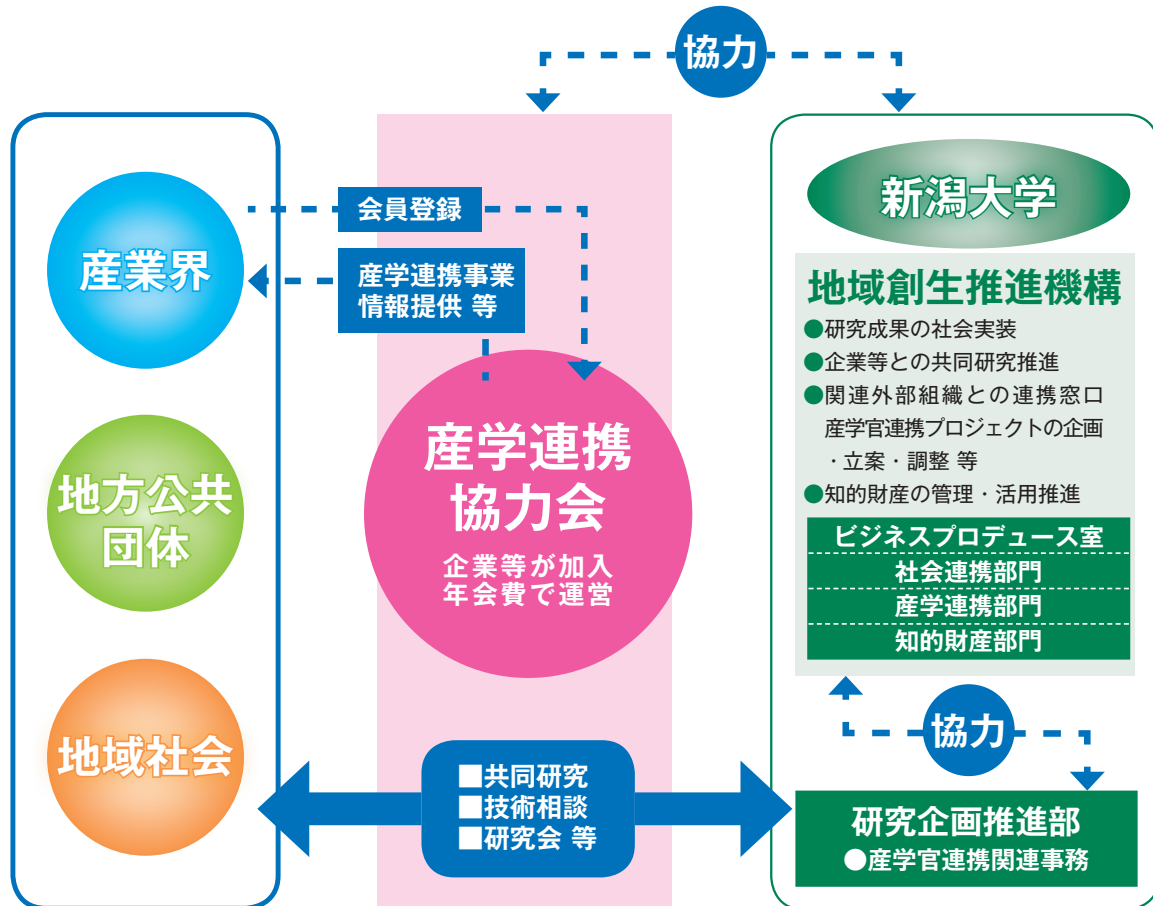 協力
産業界
地方公共
団体
地域社会
会員登録
産学連携事業
情報提供 等
産学連携
協力会
企業等が加入
年会費で運営
■共同研究
■技術相談
■研究会 等
新潟大学
地域創生推進機構
●研究成果の社会実装
●企業等との共同研究推進
●関連外部組織との連携窓口
産学官連携プロジェクトの企画
・立案・調整 等
●知的財産の管理・活用推進
ビジネスプロデュース室
社会連携部門
産学連携部門
知的財産部門
協力
研究企画推進部
●産学官連携関連事務